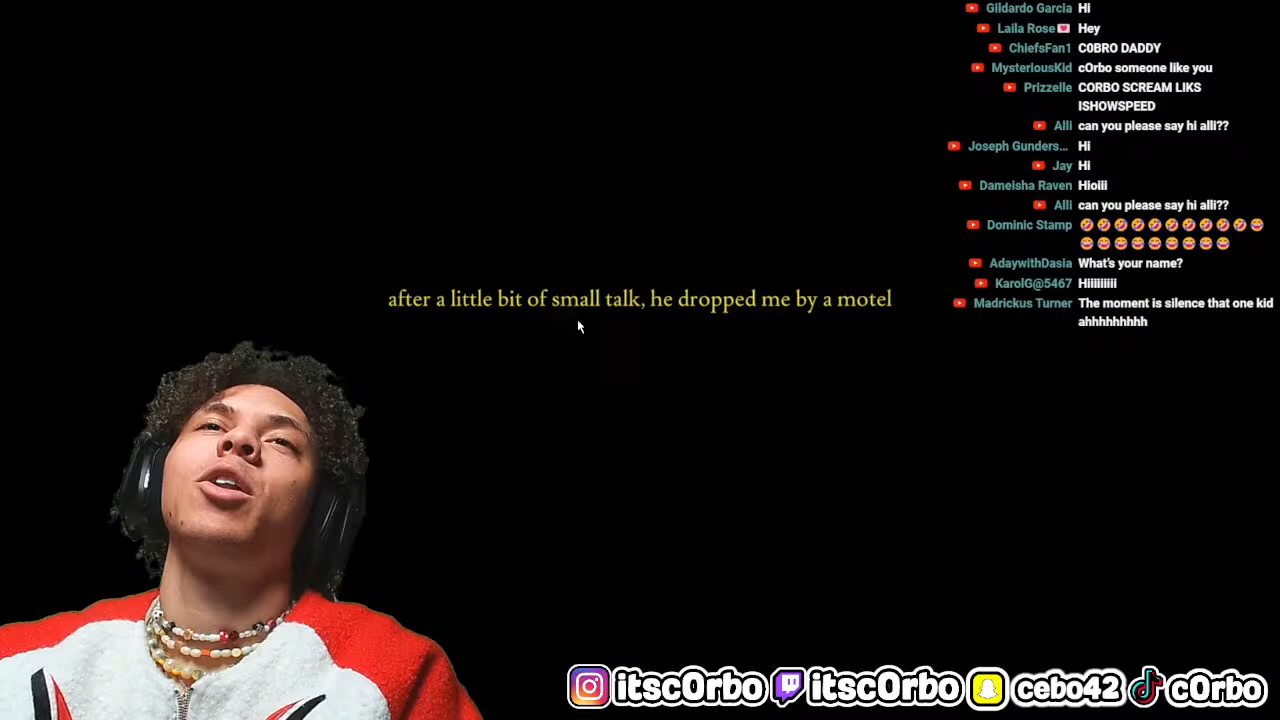 Gildardo Garcia Hi
Laila Rose💌 Hey
ChiefsFan1 C0BRO DADDY
MysteriousKid cOrbo someone like you
Prizzelle CORBO SCREAM LIKS
ISHOWSPEED
Alli can you please say hi alli??
Joseph Gunders... Hi
Jay Hi
Dameisha Raven Hioiii
Alli can you please say hi alli??
Dominic Stamp 🤣🤣🤣🤣🤣🤣🤣🤣🤣🤣😂
😂😂😂😂😂😂😂😂😂
AdaywithDasia What's your name?
KarolG@5467 Hiiiiiiiii
Madrickus Turner The moment is silence that one kid
ahhhhhhhhh
after a little bit of small talk, he dropped me by a motel
itsc0rbo itsc0rbo cebo42 c0rbo